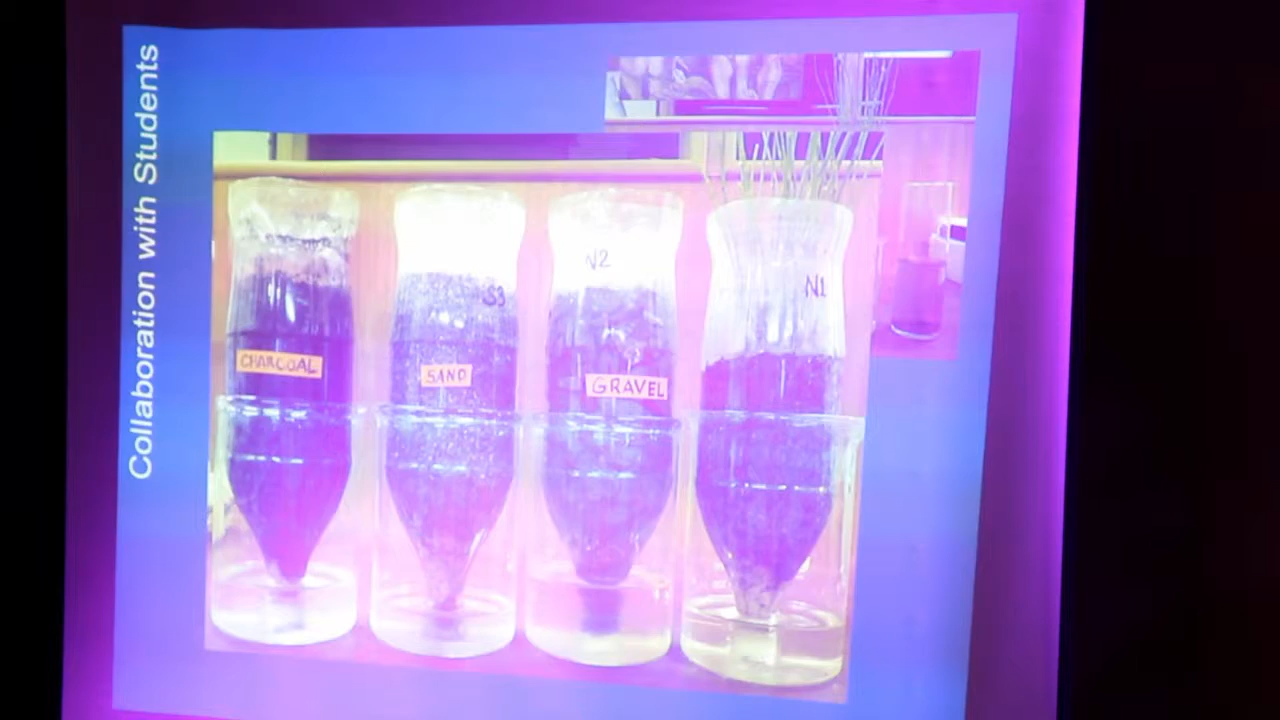 Collaboration with Students
CHARCOAL
S3
SAND
N2
GRAVEL
N1